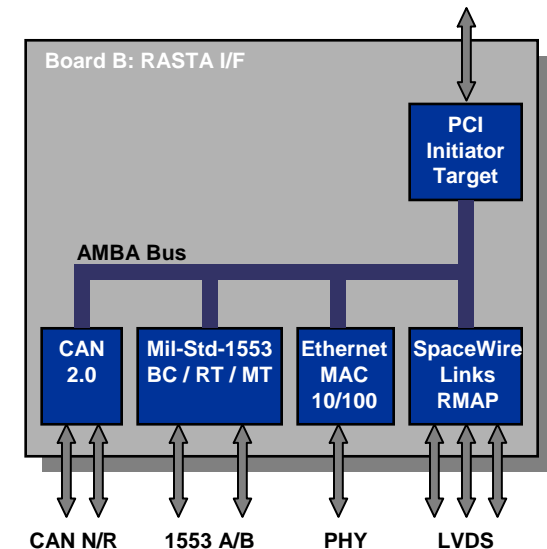 Board B: RASTA I/F
PCI
Initiator
Target
AMBA Bus
CAN
2.0
Mil-Std-1553
BC / RT / MT
Ethernet
MAC
10/100
SpaceWire
Links
RMAP
CAN N/R
1553 A/B
PHY
LVDS